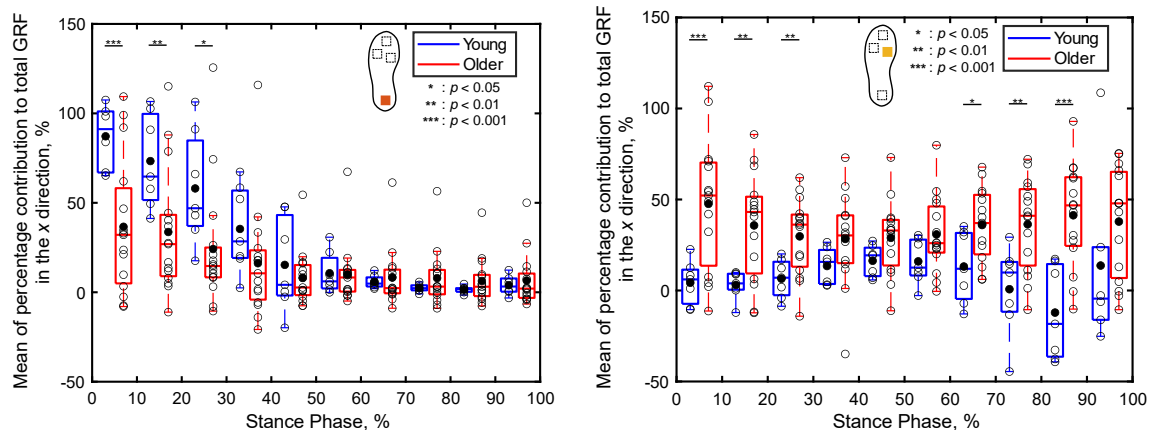 Mean of percentage contribution to total GRF
in the x direction, %
150
100
50
0
-50
***
**
*
Young
Older
* : p < 0.05
** : p < 0.01
*** : p < 0.001
0 10 20 30 40 50 60 70 80 90 100
Stance Phase, %
Mean of percentage contribution to total GRF
in the x direction, %
150
100
50
0
-50
***
**
**
* : p < 0.05
** : p < 0.01
*** : p < 0.001
Young
Older
*
**
***
0 10 20 30 40 50 60 70 80 90 100
Stance Phase, %